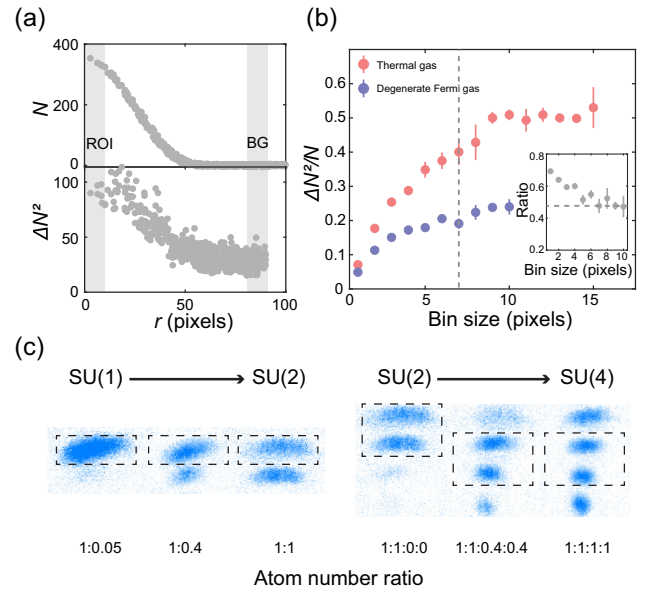 (a)
400
200
0
N
ROI
BG
100
50
0
ΔN²
0
50
100
r (pixels)
(b)
0.6
0.5
0.4
0.3
0.2
0.1
0
ΔN²/N
Thermal gas
Degenerate Fermi gas
0
5
10
15
Bin size (pixels)
0.8
0.6
0.4
0.2
Ratio
2 4 6 8 10
Bin size (pixels)
(c)
SU(1) SU(2)
SU(2) SU(4)
1:0.05 1:0.4 1:1
1:1:0:0 1:1:0.4:0.4 1:1:1:1
Atom number ratio